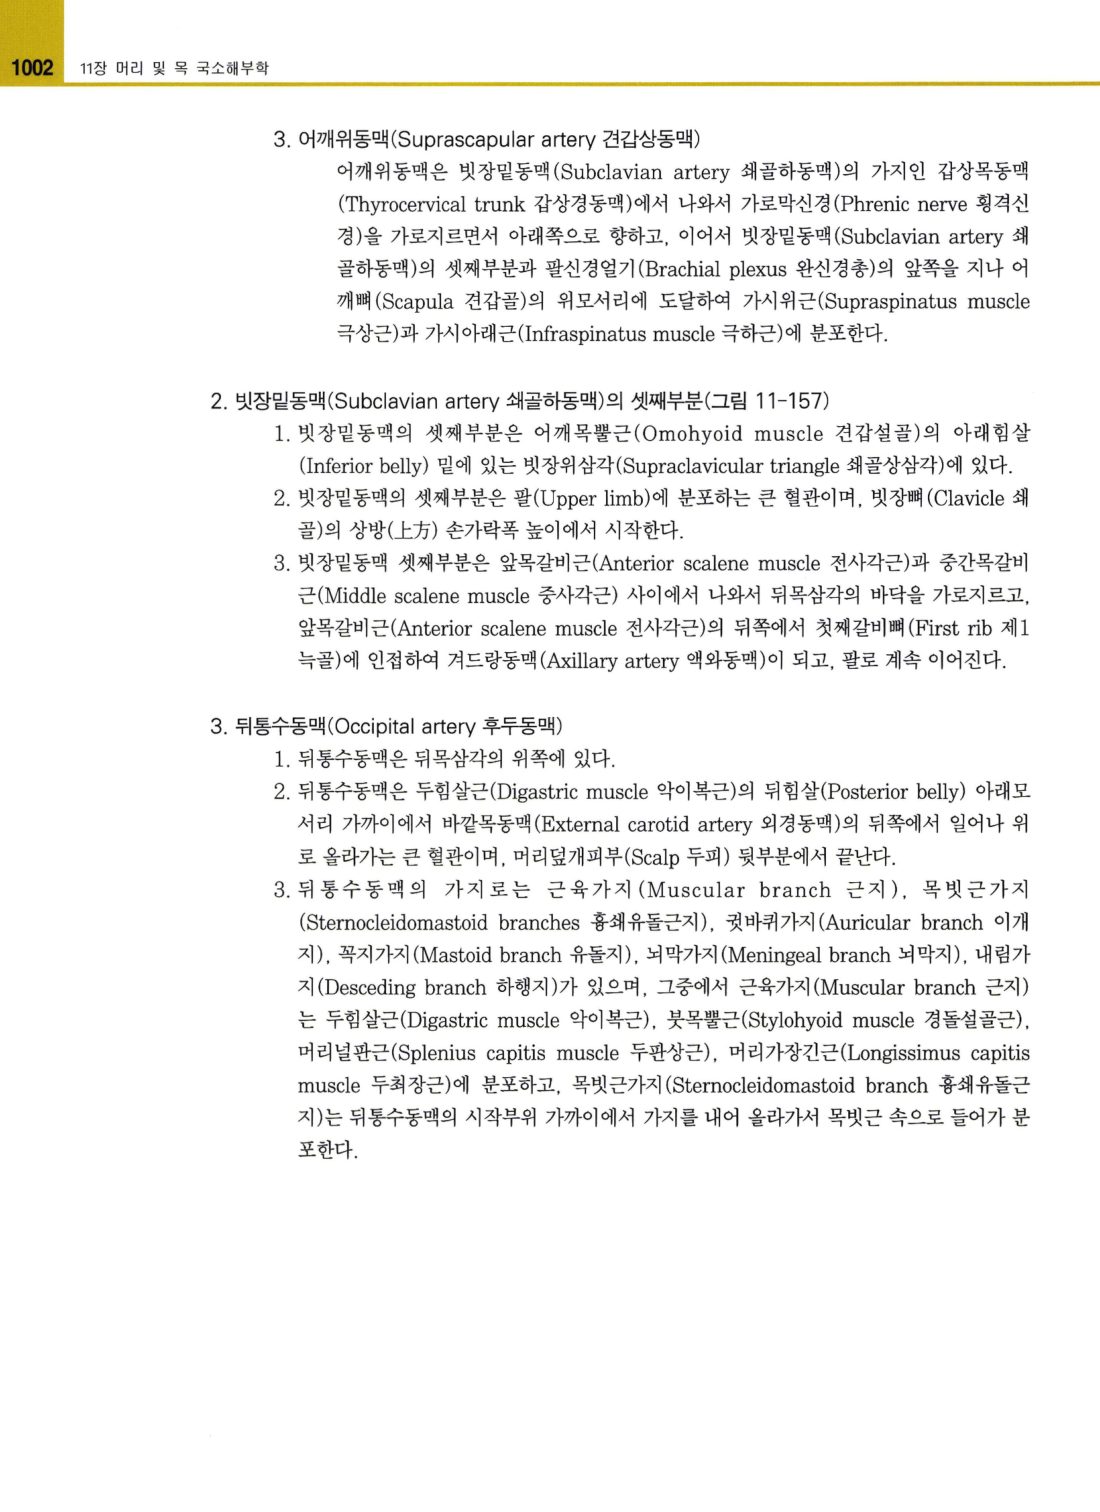 1002 11장 머리 및 목 국소해부학
3. 어깨위동맥(Suprascapular artery 견갑상동맥)
어깨위동맥은 빗장밑동맥(Subclavian artery 쇄골하동맥)의 가지인 갑상목동맥
(Thyrocervical trunk 갑상경동맥)에서 나와서 가로막신경(Phrenic nerve 횡격신
경)을 가로지르면서 아래쪽으로 향하고, 이어서 빗장밑동맥(Subclavian artery 쇄
골하동맥)의 셋째부분과 팔신경얼기(Brachial plexus 완신경총)의 앞쪽을 지나 어
깨뼈(Scapula 견갑골)의 위모서리에 도달하여 가시위근(Supraspinatus muscle
극상근)과 가시아래근(Infraspinatus muscle 극하근)에 분포한다.
2. 빗장밑동맥(Subclavian artery 쇄골하동맥)의 셋째부분(그림 11-157)
1. 빗장밑동맥의 셋째부분은 어깨목뿔근(Omohyoid muscle 견갑설골)의 아래힘살
(Inferior belly) 밑에 있는 빗장위삼각(Supraclavicular triangle 쇄골상삼각)에 있다.
2. 빗장밑동맥의 셋째부분은 팔(Upper limb)에 분포하는 큰 혈관이며, 빗장뼈(Clavicle 쇄
골)의 상방(上方) 손가락폭 높이에서 시작한다.
3. 빗장밑동맥 셋째부분은 앞목갈비근(Anterior scalene muscle 전사각근)과 중간목갈비
근(Middle scalene muscle 중사각근) 사이에서 나와서 뒤목삼각의 바닥을 가로지르고,
앞목갈비근(Anterior scalene muscle 전사각근)의 뒤쪽에서 첫째갈비뼈(First rib 제1
늑골)에 인접하여 겨드랑동맥(Axillary artery 액와동맥)이 되고, 팔로 계속 이어진다.
3. 뒤통수동맥(Occipital artery 후두동맥)
1. 뒤통수동맥은 뒤목삼각의 위쪽에 있다.
2. 뒤통수동맥은 두힘살근(Digastric muscle 악이복근)의 뒤힘살(Posterior belly) 아래모
서리 가까이에서 바깥목동맥(External carotid artery 외경동맥)의 뒤쪽에서 일어나 위
로 올라가는 큰 혈관이며, 머리덮개피부(Scalp 두피) 뒷부분에서 끝난다.
3. 뒤통수동맥의 가지로는 근육가지(Muscular branch 근지), 목빗근가지
(Sternocleidomastoid branches 흉쇄유돌근지), 귓바퀴가지(Auricular branch 이개
지), 꼭지가지(Mastoid branch 유돌지), 뇌막가지(Meningeal branch 뇌막지), 내림가
지(Desceding branch 하행지)가 있으며, 그중에서 근육가지(Muscular branch 근지)
는 두힘살근(Digastric muscle 악이복근), 붓목뿔근(Stylohyoid muscle 경돌설골근),
머리널판근(Splenius capitis muscle 두판상근), 머리가장긴근(Longissimus capitis
muscle 두최장근)에 분포하고, 목빗근가지(Sternocleidomastoid branch 흉쇄유돌근
지)는 뒤통수동맥의 시작부위 가까이에서 가지를 내어 올라가서 목빗근 속으로 들어가 분
포한다.